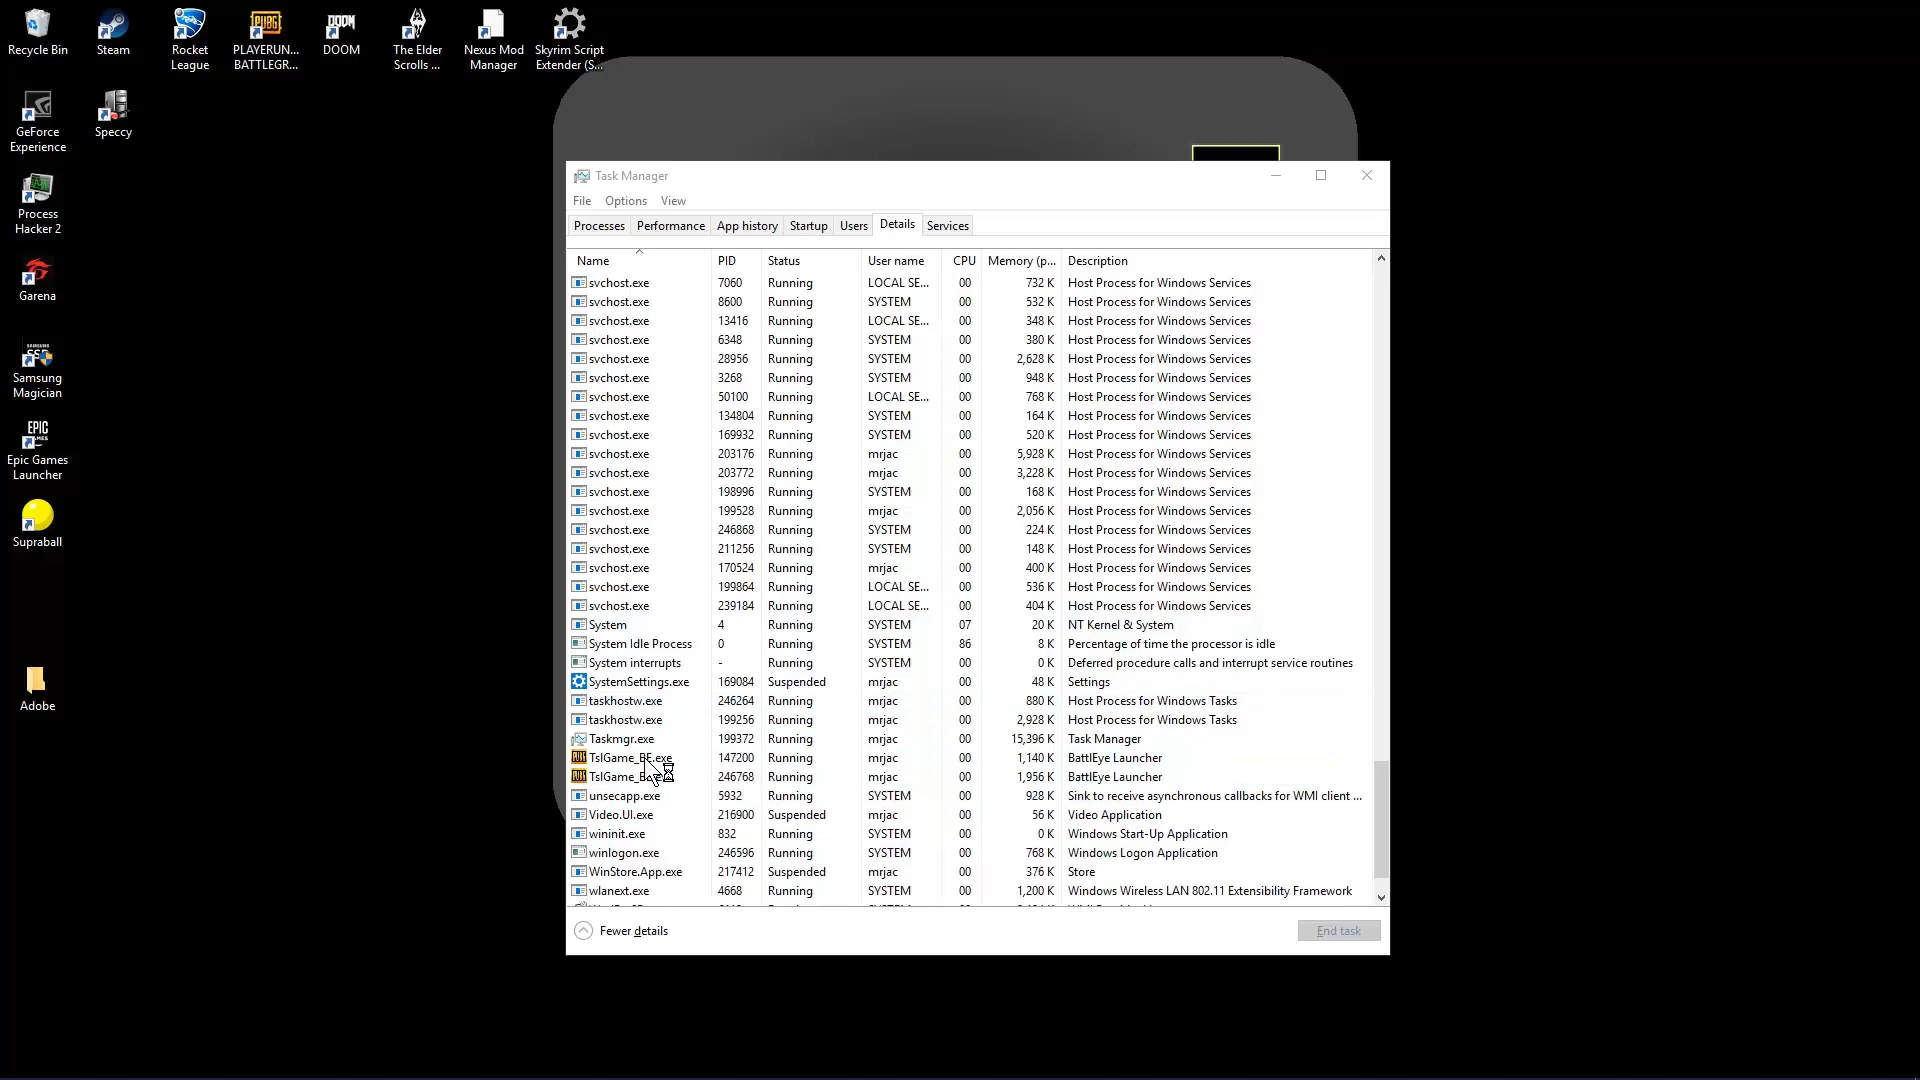 Recycle Bin
Steam
Rocket
League
PLAYERUN...
BATTLEGR...
DOOM
The Elder
Scrolls ...
Nexus Mod
Manager
Skyrim Script
Extender (S...
GeForce
Experience
Speccy
Process
Hacker 2
Garena
Samsung
Magician
Epic Games
Launcher
Supraball
Adobe
Task Manager
File Options View
Processes Performance App history Startup Users Details Services
Name PID Status User name CPU Memory (p... Description
svchost.exe 7060 Running LOCAL SE... 00 732 K Host Process for Windows Services
svchost.exe 8600 Running SYSTEM 00 532 K Host Process for Windows Services
svchost.exe 13416 Running LOCAL SE... 00 348 K Host Process for Windows Services
svchost.exe 6348 Running SYSTEM 00 380 K Host Process for Windows Services
svchost.exe 28956 Running SYSTEM 00 2,628 K Host Process for Windows Services
svchost.exe 3268 Running SYSTEM 00 948 K Host Process for Windows Services
svchost.exe 50100 Running LOCAL SE... 00 768 K Host Process for Windows Services
svchost.exe 134804 Running SYSTEM 00 164 K Host Process for Windows Services
svchost.exe 169932 Running SYSTEM 00 520 K Host Process for Windows Services
svchost.exe 203176 Running mrjac 00 5,928 K Host Process for Windows Services
svchost.exe 203772 Running mrjac 00 3,228 K Host Process for Windows Services
svchost.exe 198996 Running SYSTEM 00 168 K Host Process for Windows Services
svchost.exe 199528 Running mrjac 00 2,056 K Host Process for Windows Services
svchost.exe 246868 Running SYSTEM 00 224 K Host Process for Windows Services
svchost.exe 211256 Running SYSTEM 00 148 K Host Process for Windows Services
svchost.exe 170524 Running mrjac 00 400 K Host Process for Windows Services
svchost.exe 199864 Running LOCAL SE... 00 536 K Host Process for Windows Services
svchost.exe 239184 Running LOCAL SE... 00 404 K Host Process for Windows Services
System 4 Running SYSTEM 07 20 K NT Kernel & System
System Idle Process 0 Running SYSTEM 86 8 K Percentage of time the processor is idle
System interrupts - Running SYSTEM 00 0 K Deferred procedure calls and interrupt service routines
SystemSettings.exe 169084 Suspended mrjac 00 48 K Settings
taskhostw.exe 246264 Running mrjac 00 880 K Host Process for Windows Tasks
taskhostw.exe 199256 Running mrjac 00 2,928 K Host Process for Windows Tasks
Taskmgr.exe 199372 Running mrjac 00 15,396 K Task Manager
TslGame_BE.exe 147200 Running mrjac 00 1,140 K BattlEye Launcher
246768 Running mrjac 00 1,956 K BattlEye Launcher
unsecapp.exe 5932 Running SYSTEM 00 928 K Sink to receive asynchronous callbacks for WMI client ...
Video.UI.exe 216900 Suspended mrjac 00 56 K Video Application
wininit.exe 832 Running SYSTEM 00 0 K Windows Start-Up Application
winlogon.exe 246596 Running SYSTEM 00 768 K Windows Logon Application
WinStore.App.exe 217412 Suspended mrjac 00 376 K Store
wlanext.exe 4668 Running SYSTEM 00 1,200 K Windows Wireless LAN 802.11 Extensibility Framework
Fewer details
End task